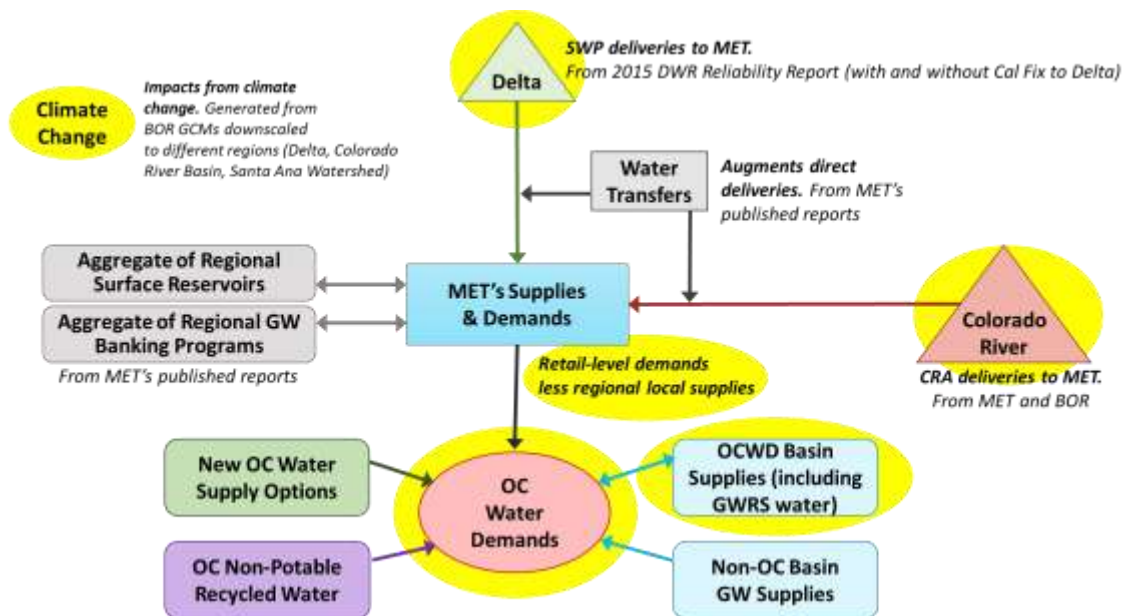 SWP deliveries to MET.
From 2015 DWR Reliability Report (with and without Cal Fix to Delta)
Delta
Climate
Change
Impacts from climate
change. Generated from
BOR GCMs downscaled
to different regions (Delta, Colorado
River Basin, Santa Ana Watershed)
Water
Transfers
Augments direct
deliveries. From MET's
published reports
Aggregate of Regional
Surface Reservoirs
Aggregate of Regional GW
Banking Programs
From MET's published reports
MET's Supplies
& Demands
Colorado
River
CRA deliveries to MET.
From MET and BOR
Retail-level demands
less regional local supplies
New OC Water
Supply Options
OC
Water
Demands
OCWD Basin
Supplies (including
GWRS water)
OC Non-Potable
Recycled Water
Non-OC Basin
GW Supplies